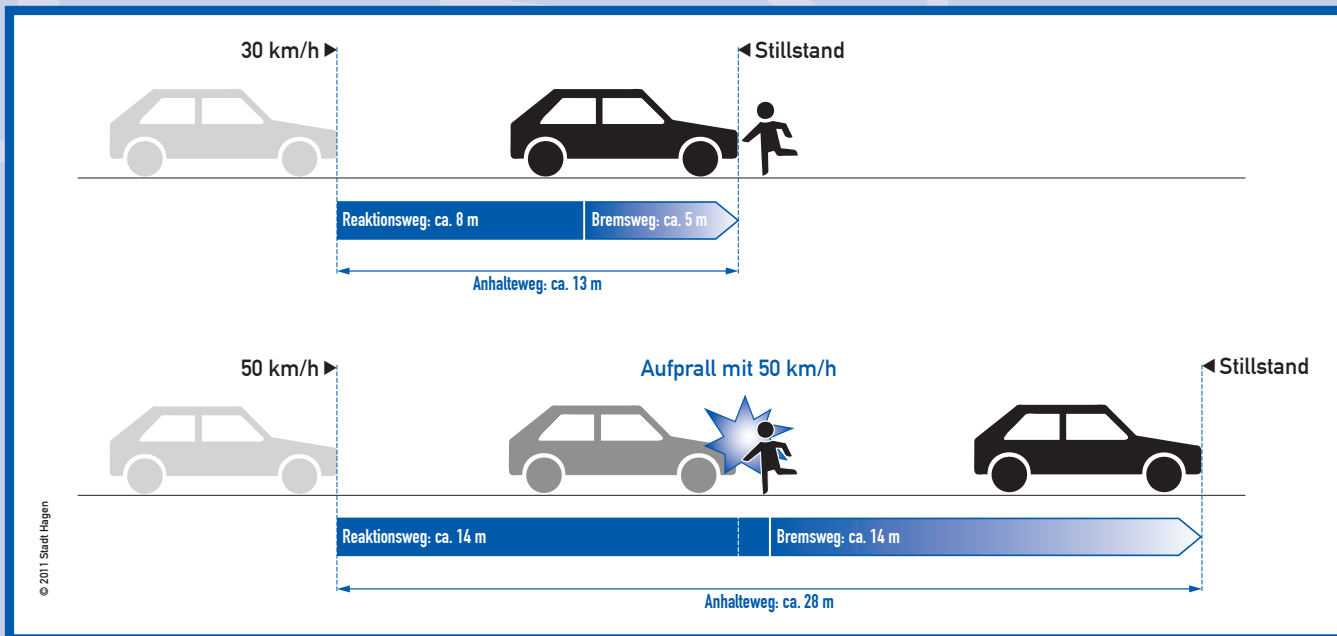 30 km/h
Stillstand
Reaktionsweg: ca. 8 m
Bremsweg: ca. 5 m
Anhalteweg: ca. 13 m
50 km/h
Aufprall mit 50 km/h
Stillstand
Reaktionsweg: ca. 14 m
Bremsweg: ca. 14 m
Anhalteweg: ca. 28 m
© 2011 Stadt Hagen